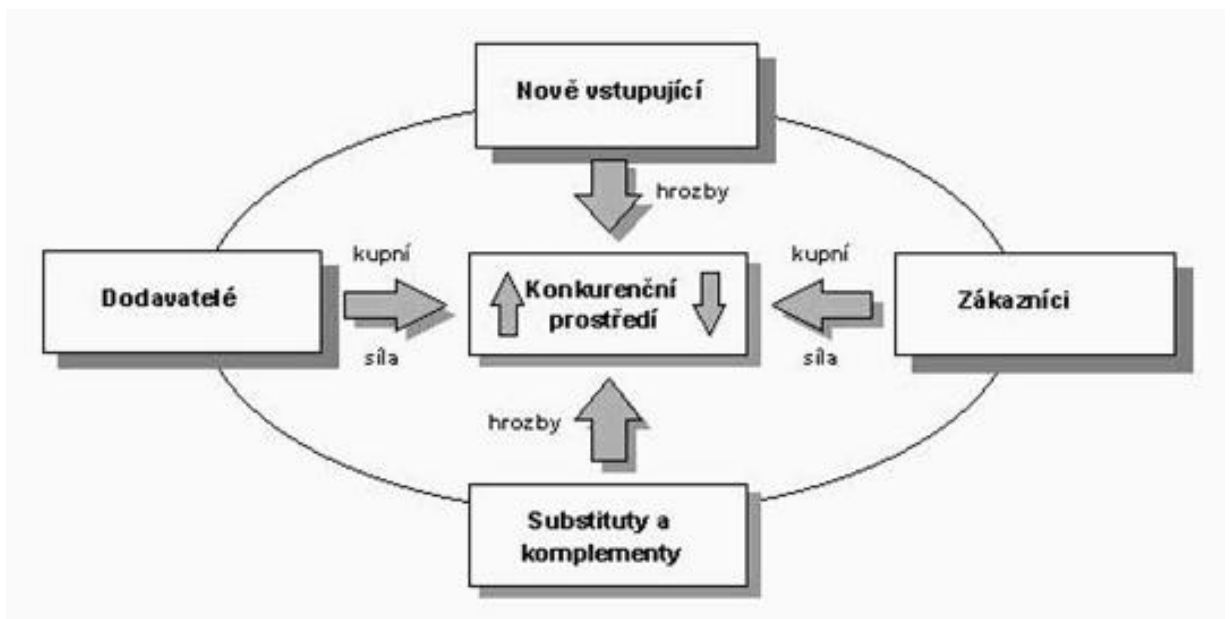 Nově vstupující
hrozby
kupní
Dodavatelé
síla
Konkurenční
prostředí
kupní
Zákazníci
síla
hrozby
Substituty a
komplementy